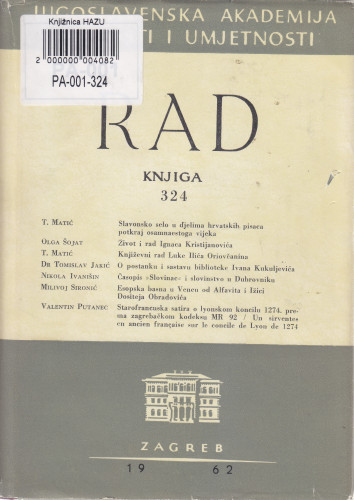 JUGOSLAVENSKA AKADEMIJA
I UMJETNOSTI
Knjižnica HAZU
2 000000 004082
PA-001-324
RAD
KNJIGA
324
T. MATIĆ Slavonsko selo u djelima hrvatskih pisaca
potkraj osamnaestoga vijeka
OLGA ŠOJAT Život i rad Ignaca Kristijanovića
T. MATIĆ Književni rad Luke Ilića Oriovčanina
DR TOMISLAV JAKIĆ O postanku i sastavu biblioteke Ivana Kukuljevića
NIKOLA IVANIŠIN Časopis »Slovinac« i slovinstvo u Dubrovniku
MILIVOJ SIRONIĆ Ezopska basna u Vencu od Alfavita i Ižici
Dositeja Obradovića
VALENTIN PUTANEC Starofrancuska satira o lyonskom koncilu 1274. pre-
ma zagrebačkom kodeksu MR 92 / Un sirventes
en ancien française sur le concile de Lyon de 1274
ZAGREB
19 62